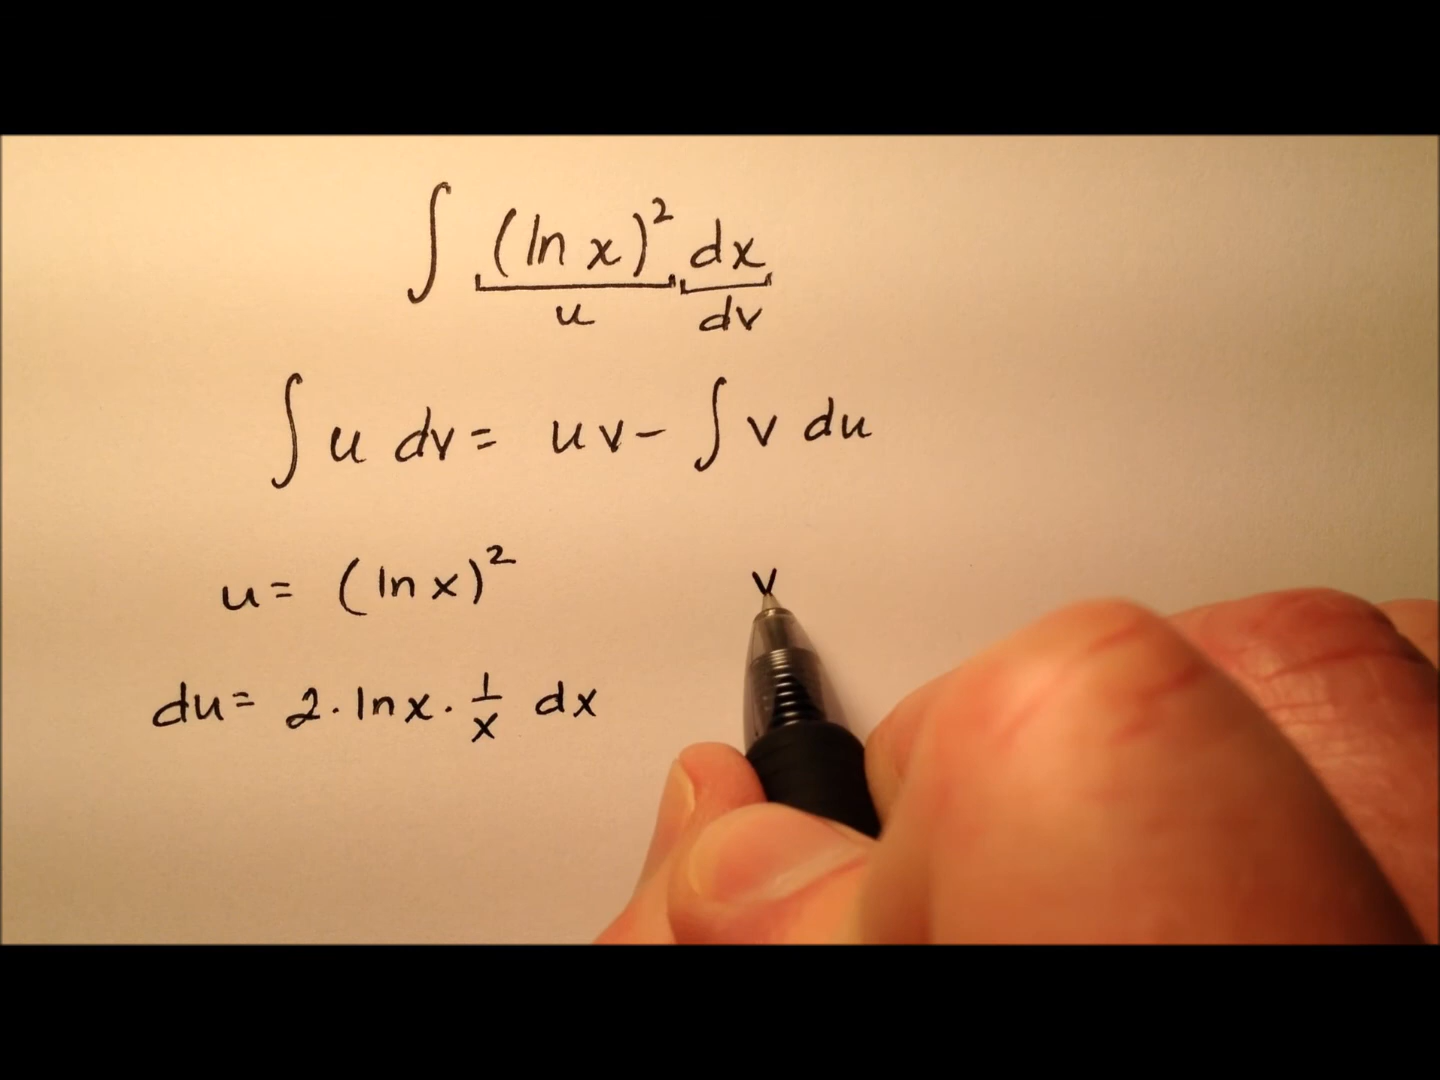 ∫ (ln x)² dx
u dv
∫ u dv = uv - ∫ v du
u = (ln x)² v
du = 2 · ln x · 1/x dx